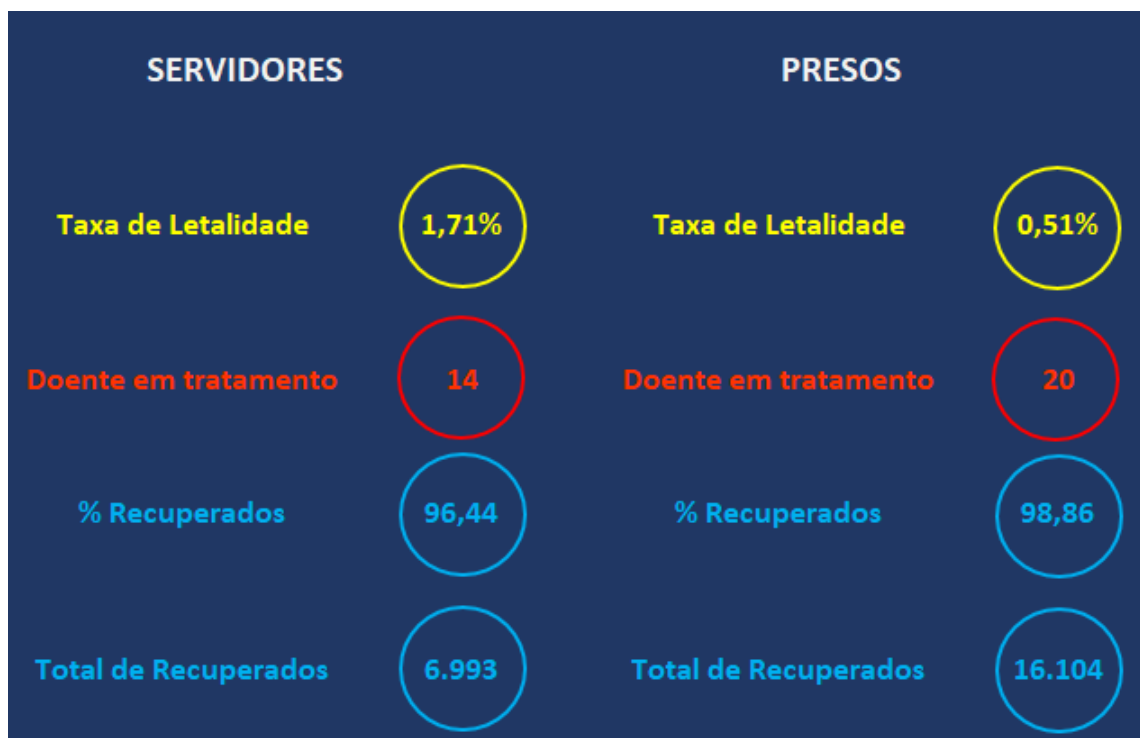 SERVIDORES
PRESOS
Taxa de Letalidade
1,71%
Taxa de Letalidade
0,51%
Doente em tratamento
14
Doente em tratamento
20
% Recuperados
96,44
% Recuperados
98,86
Total de Recuperados
6.993
Total de Recuperados
16.104